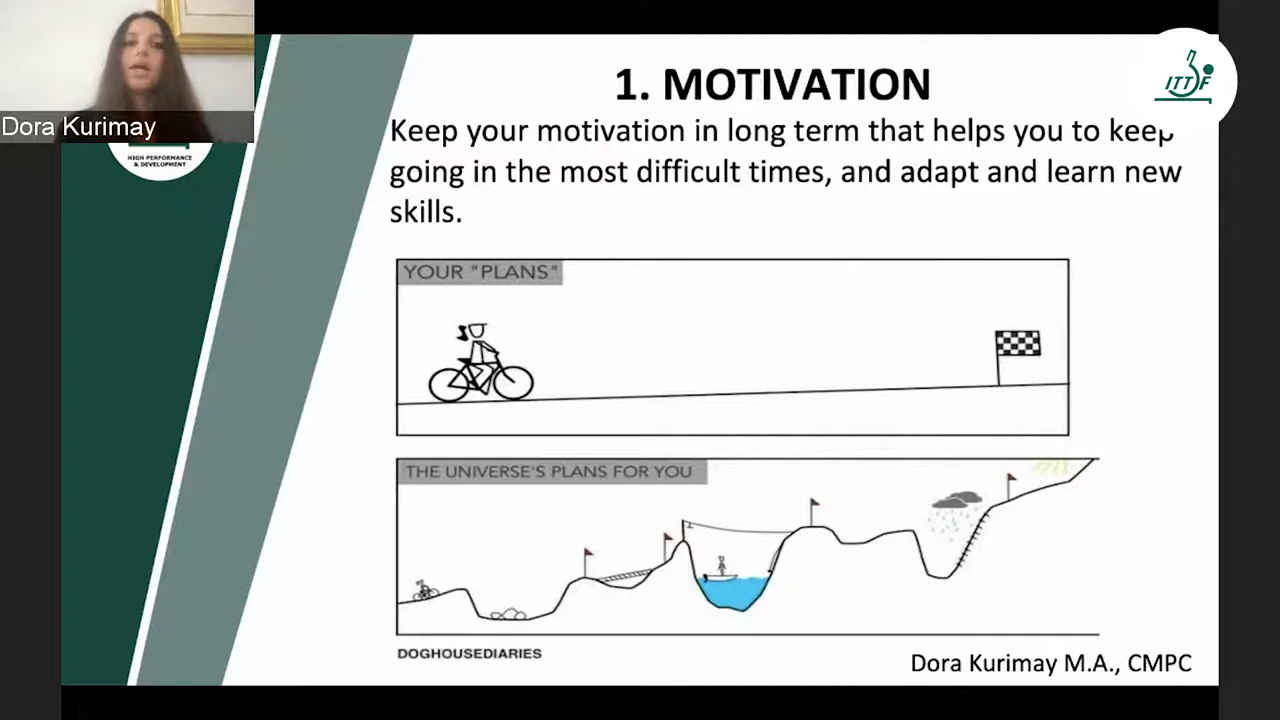 Dora Kurimay
HIGH PERFORMANCE
& DEVELOPMENT
ITTF
1. MOTIVATION
Keep your motivation in long term that helps you to keep
going in the most difficult times, and adapt and learn new
skills.
YOUR "PLANS"
THE UNIVERSE'S PLANS FOR YOU
DOGHOUSEDIARIES
Dora Kurimay M.A., CMPC